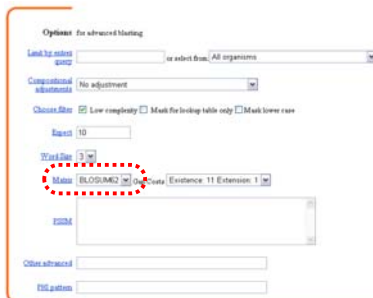 Options for advanced blasting
Limit by entrez query or select from: All organisms
Compositional adjustments No adjustment
Choose filter Low complexity Mask for lookup table only Mask lower case
Expect 10
Word Size 3
Matrix BLOSUM62 Gap Costs Existence: 11 Extension: 1
PSSM
Other advanced
PHI pattern